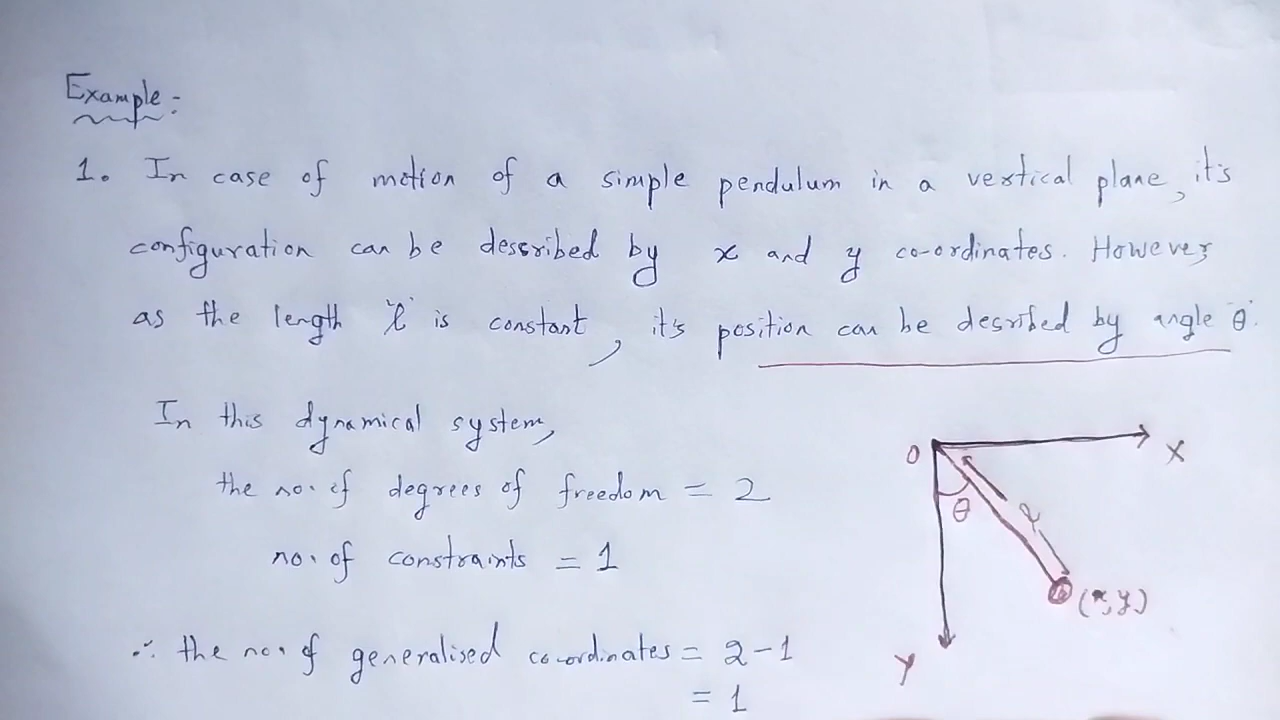 Example:
1. In case of motion of a simple pendulum in a vertical plane, it's
configuration can be described by x and y co-ordinates. However
as the length 'l' is constant, it's position can be desribed by angle 'θ'.
In this dynamical system,
the no. of degrees of freedom = 2
no. of constraints = 1
∴ the no. of generalised co-ordinates = 2-1
= 1
O
X
θ
l
(x,y)
Y